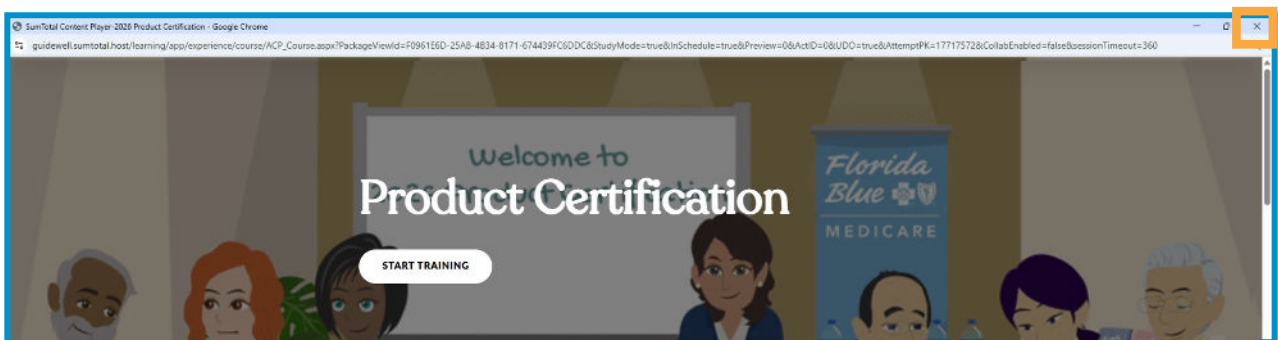 SumTotal Content Player-2026 Product Certification - Google Chrome
guidewell.sumtotal.host/learning/app/experience/course/ACP_Course.aspx?PackageViewId=F0961E6D-25AB-4834-8171-674439FC6DDC&StudyMode=true&InSchedule=true&Preview=0&ActID=0&UDO=true&AttemptPK=17717572&CollabEnabled=false&sessionTimeout=360
Welcome to
Product Certification
Florida
Blue
MEDICARE
START TRAINING